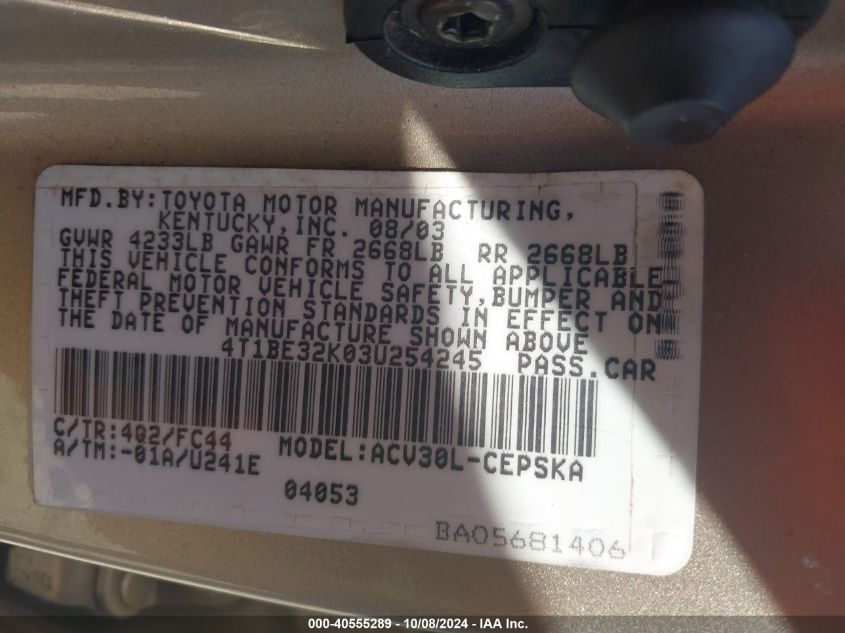 MFD.BY:TOYOTA MOTOR MANUFACTURING,
KENTUCKY,INC. 08/03
GVWR 4233LB GAWR FR 2668LB RR 2668LB
THIS VEHICLE CONFORMS TO ALL APPLICABLE
FEDERAL MOTOR VEHICLE SAFETY,BUMPER AND
THEFT PREVENTION STANDARDS IN EFFECT ON
THE DATE OF MANUFACTURE SHOWN ABOVE
4T1BE32K03U254245 PASS.CAR
C/TR:4Q2/FC44
A/TM:-01A/U241E
MODEL:ACV30L-CEPSKA
04053
BA05681406
000-40555289 - 10/08/2024 - IAA Inc.